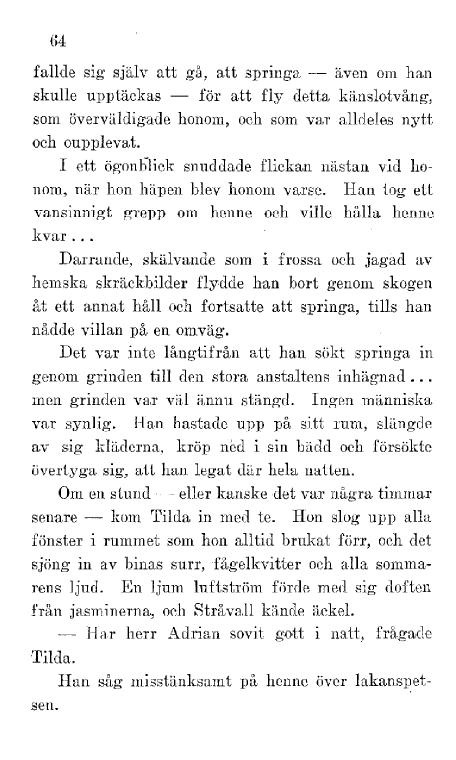 64
fallde sig själv att gå, att springa — även om han
skulle upptäckas — för att fly detta känslotvång,
som överväldigade honom, och som var alldeles nytt
och oupplevat.
I ett ögonblick snuddade flickan nästan vid ho-
nom, när hon häpen blev honom varse. Han tog ett
vansinnigt grepp om henne och ville hålla henne
kvar . . .
Darrande, skälvande som i frossa och jagad av
hemska skräckbilder flydde han bort genom skogen
åt ett annat håll och fortsatte att springa, tills han
nådde villan på en omväg.
Det var inte långtifrån att han sökt springa in
genom grinden till den stora anstaltens inhägnad . . .
men grinden var väl ännu stängd. Ingen människa
var synlig. Han hastade upp på sitt rum, slängde
av sig kläderna, kröp ned i sin bädd och försökte
övertyga sig, att han legat där hela natten.
Om en stund — eller kanske det var några timmar
senare — kom Tilda in med te. Hon slog upp alla
fönster i rummet som hon alltid brukat förr, och det
sjöng in av binas surr, fågelkvitter och alla somma-
rens ljud. En ljum luftström förde med sig doften
från jasminerna, och Stråvall kände äckel.
— Har herr Adrian sovit gott i natt, frågade
Tilda.
Han såg misstänksamt på henne över lakanspet-
sen.